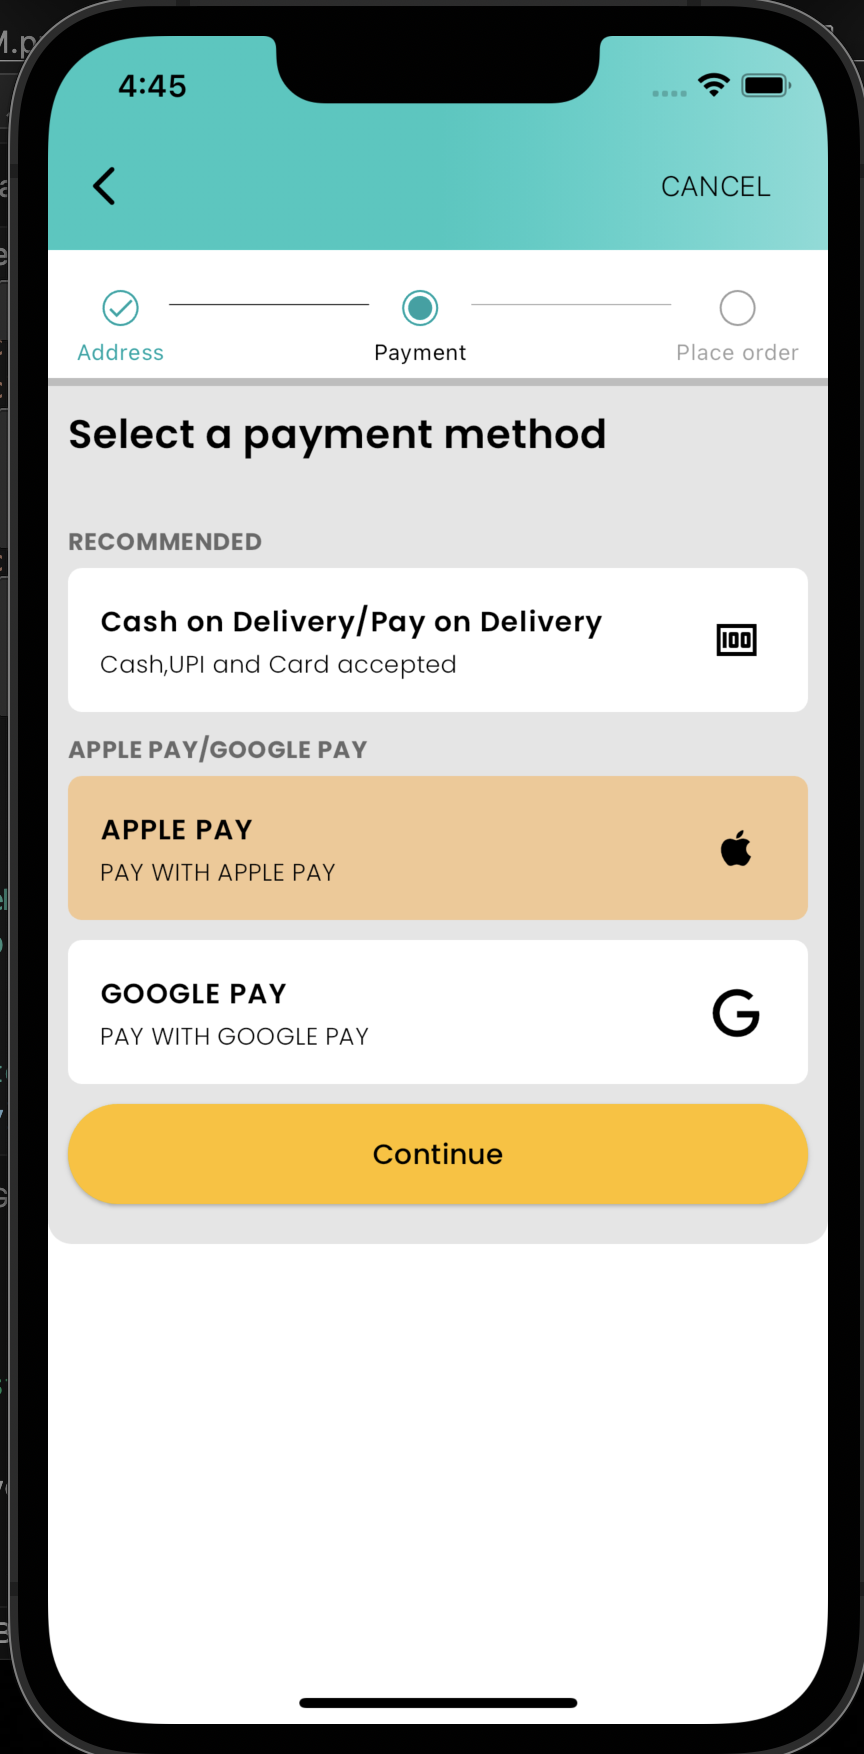 4:45
CANCEL
Address
Payment
Place order
Select a payment method
RECOMMENDED
Cash on Delivery/Pay on Delivery
Cash,UPI and Card accepted
100
APPLE PAY/GOOGLE PAY
APPLE PAY
PAY WITH APPLE PAY
GOOGLE PAY
PAY WITH GOOGLE PAY
G
Continue